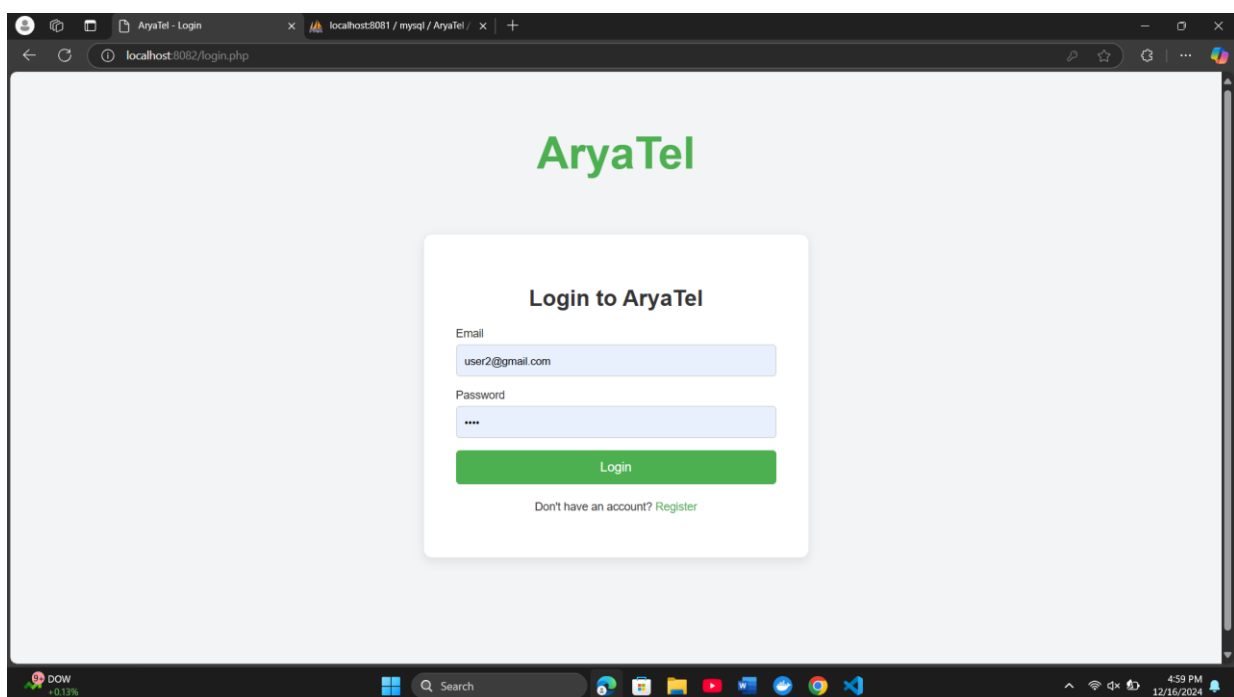 AryaTel - Login
localhost:8081 / mysql / AryaTel /
localhost:8082/login.php
AryaTel
Login to AryaTel
Email
user2@gmail.com
Password
••••
Login
Don't have an account? Register
9+
DOW
+0.13%
Search
4:59 PM
12/16/2024